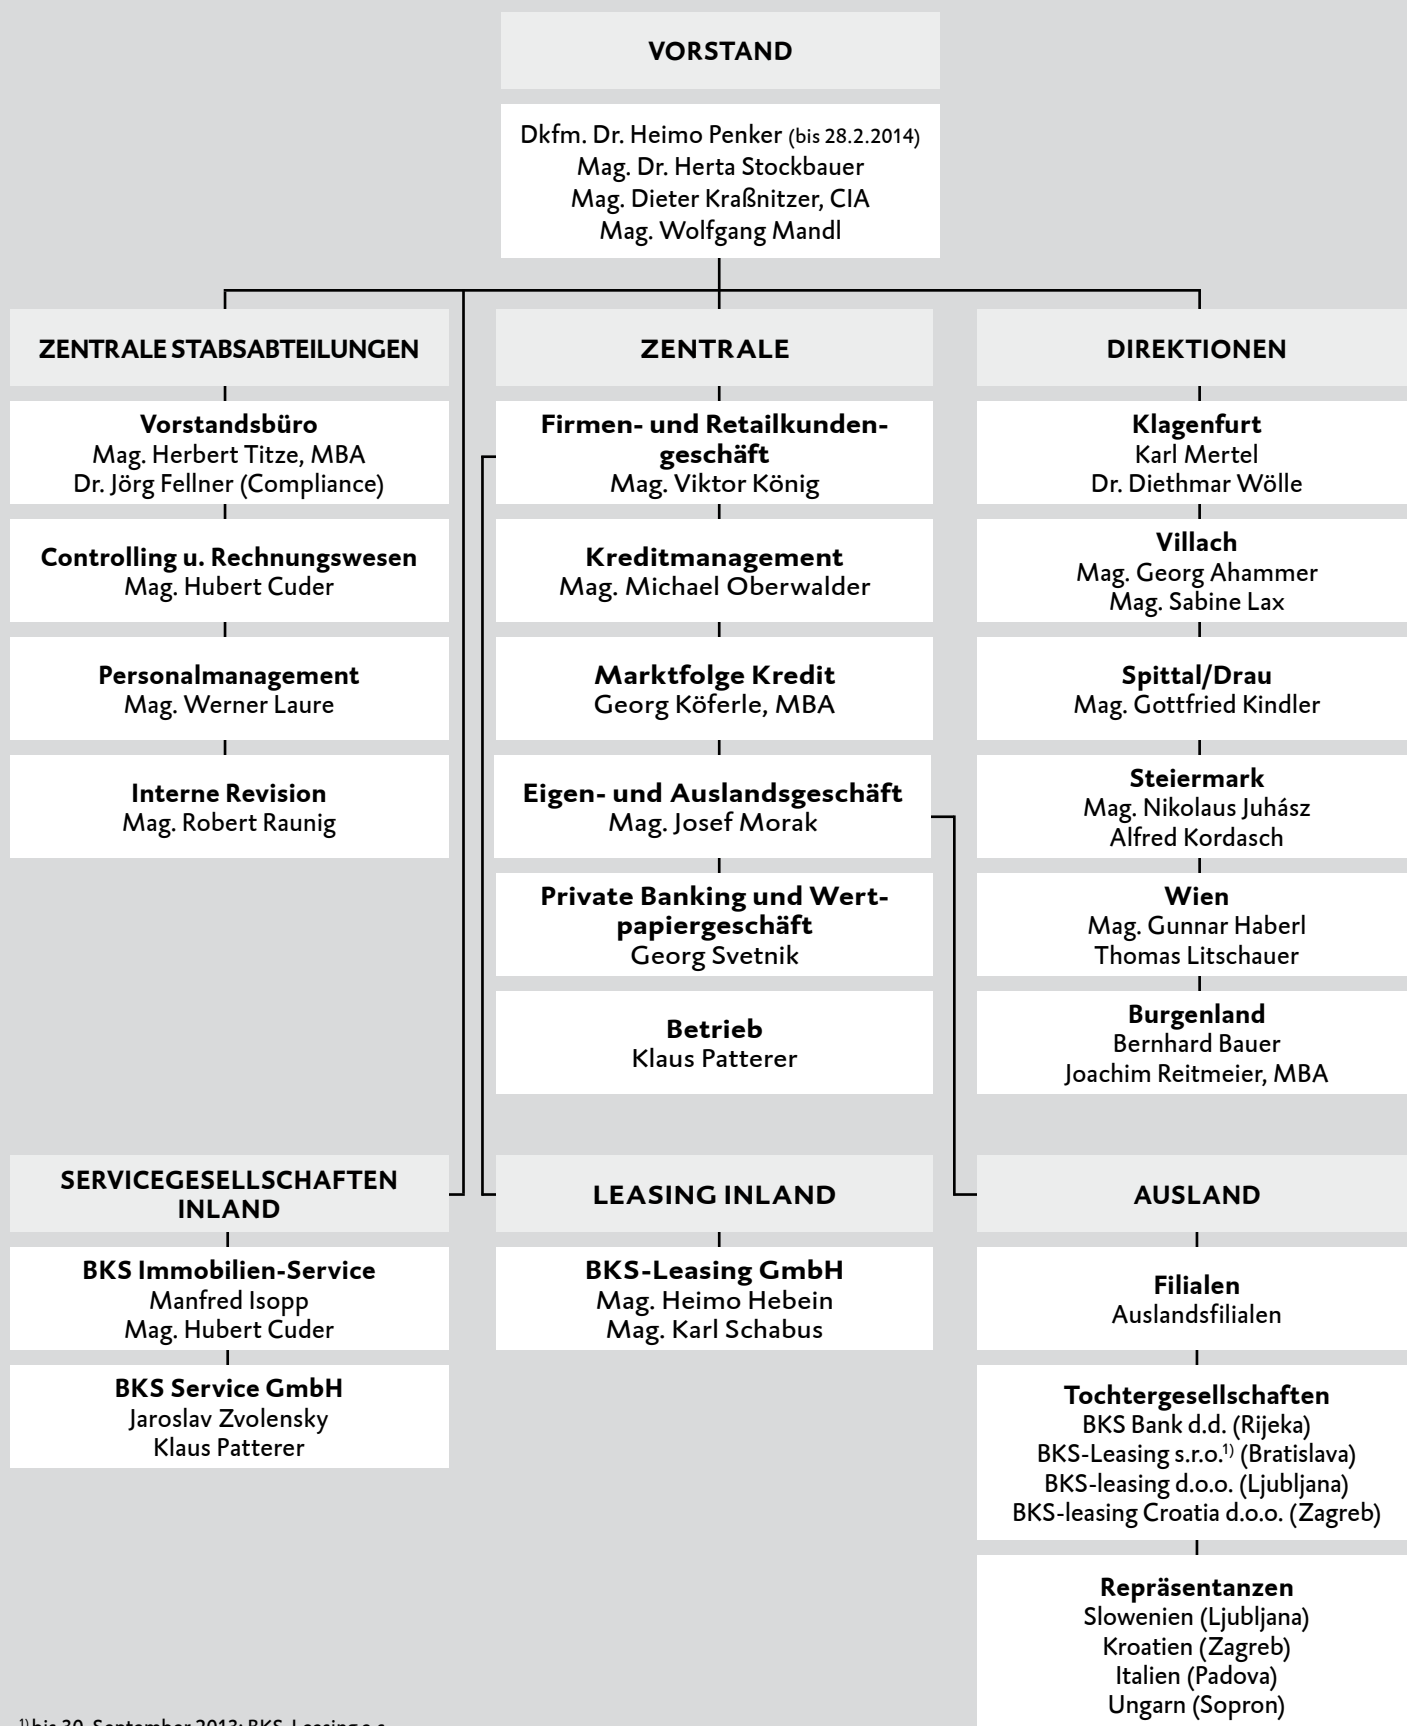 VORSTAND
Dkfm. Dr. Heimo Penker (bis 28.2.2014)
Mag. Dr. Herta Stockbauer
Mag. Dieter Kraßnitzer, CIA
Mag. Wolfgang Mandl
ZENTRALE STABSABTEILUNGEN
Vorstandsbüro
Mag. Herbert Titze, MBA
Dr. Jörg Fellner (Compliance)
Controlling u. Rechnungswesen
Mag. Hubert Cuder
Personalmanagement
Mag. Werner Laure
Interne Revision
Mag. Robert Raunig
ZENTRALE
Firmen- und Retailkunden-
geschäft
Mag. Viktor König
Kreditmanagement
Mag. Michael Oberwalder
Marktfolge Kredit
Georg Köferle, MBA
Eigen- und Auslandsgeschäft
Mag. Josef Morak
Private Banking und Wert-
papiergeschäft
Georg Svetnik
Betrieb
Klaus Patterer
DIREKTIONEN
Klagenfurt
Karl Mertel
Dr. Diethmar Wölle
Villach
Mag. Georg Ahammer
Mag. Sabine Lax
Spittal/Drau
Mag. Gottfried Kindler
Steiermark
Mag. Nikolaus Juhász
Alfred Kordasch
Wien
Mag. Gunnar Haberl
Thomas Litschauer
Burgenland
Bernhard Bauer
Joachim Reitmeier, MBA
SERVICEGESELLSCHAFTEN
INLAND
BKS Immobilien-Service
Manfred Isopp
Mag. Hubert Cuder
BKS Service GmbH
Jaroslav Zvolensky
Klaus Patterer
LEASING INLAND
BKS-Leasing GmbH
Mag. Heimo Hebein
Mag. Karl Schabus
AUSLAND
Filialen
Auslandsfilialen
Tochtergesellschaften
BKS Bank d.d. (Rijeka)
BKS-Leasing s.r.o.¹⁾ (Bratislava)
BKS-leasing d.o.o. (Ljubljana)
BKS-leasing Croatia d.o.o. (Zagreb)
Repräsentanzen
Slowenien (Ljubljana)
Kroatien (Zagreb)
Italien (Padova)
Ungarn (Sopron)
¹⁾ bis 30. September 2013: BKS-Leasing a.s.